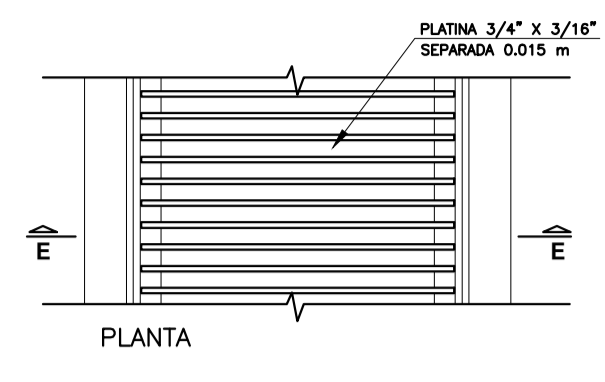 PLATINA 3/4" X 3/16"
SEPARADA 0.015 m
E
E
PLANTA